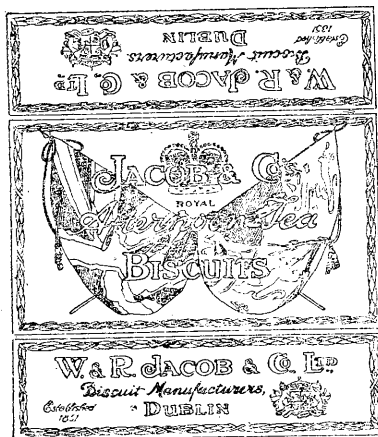 W. & R. JACOB & Co. LTD
Biscuit Manufacturers
DUBLIN
Established
1851
JACOB & Co.
ROYAL
Afternoon Tea
BISCUITS
W. & R. JACOB & Co. LTD
Biscuit Manufacturers,
DUBLIN
Established
1851